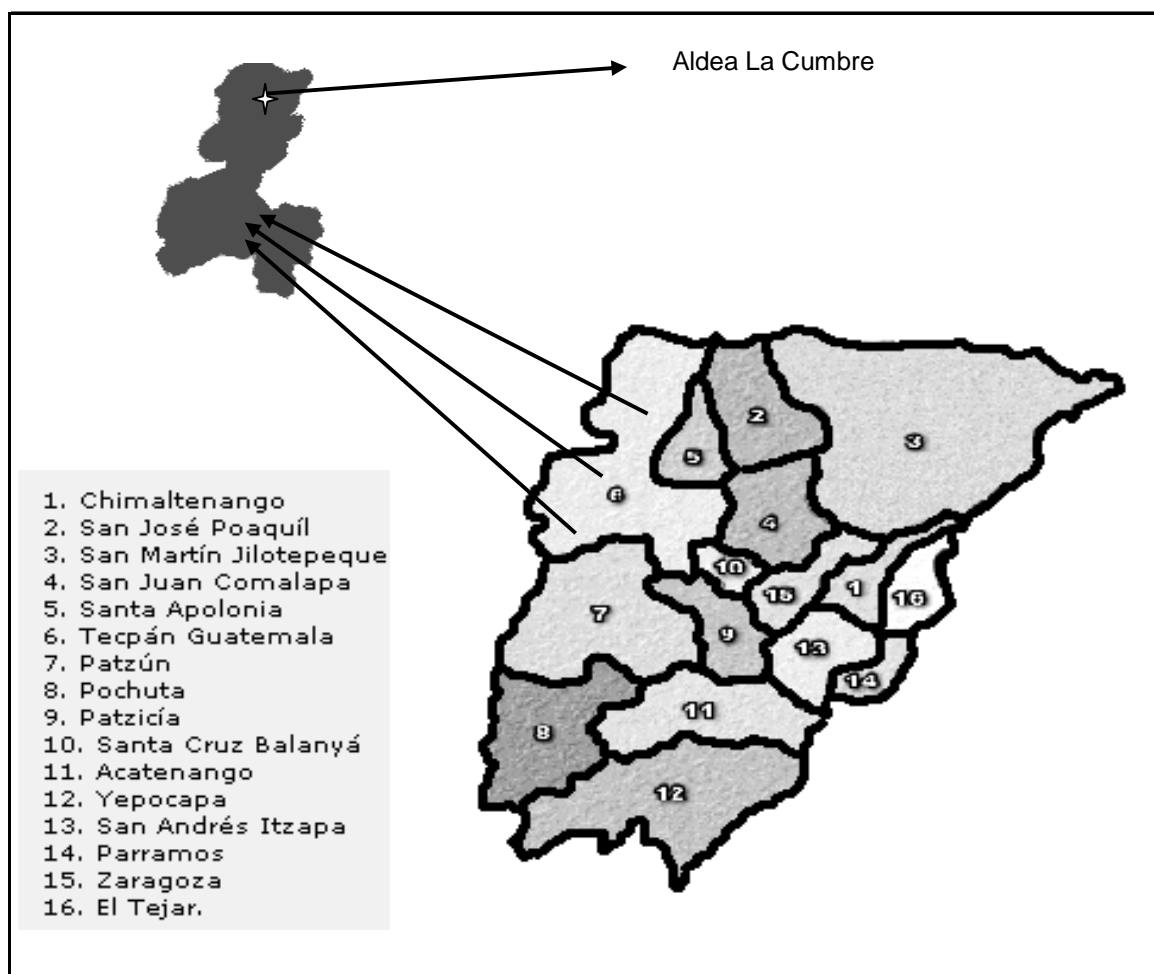 Aldea La Cumbre
1. Chimaltenango
2. San José Poaquíl
3. San Martín Jilotepeque
4. San Juan Comalapa
5. Santa Apolonia
6. Tecpán Guatemala
7. Patzún
8. Pochuta
9. Patzicía
10. Santa Cruz Balanyá
11. Acatenango
12. Yepocapa
13. San Andrés Itzapa
14. Parramos
15. Zaragoza
16. El Tejar.
2
3
5
6
4
10
15
1
16
7
9
13
14
11
8
12